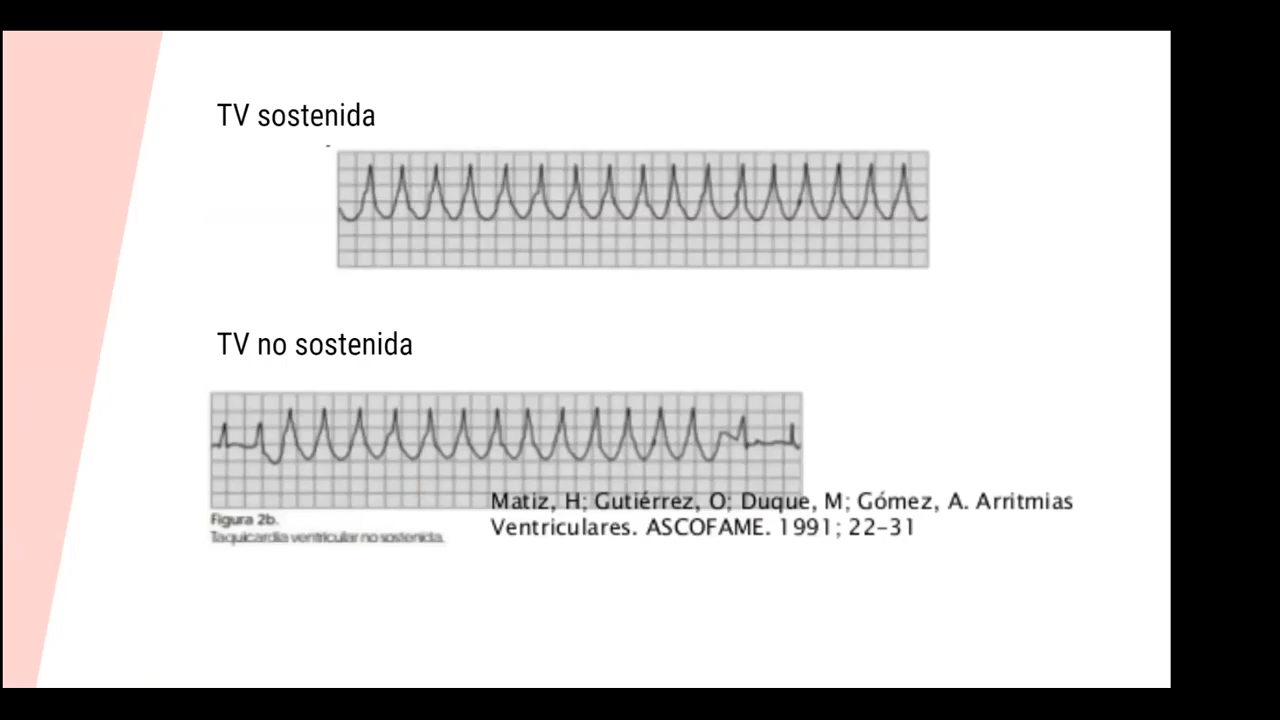 TV sostenida
TV no sostenida
Matiz, H; Gutiérrez, O; Duque, M; Gómez, A. Arritmias
Ventriculares. ASCOFAME. 1991; 22-31
Figura 2b.
Taquicardia ventricular no sostenida.